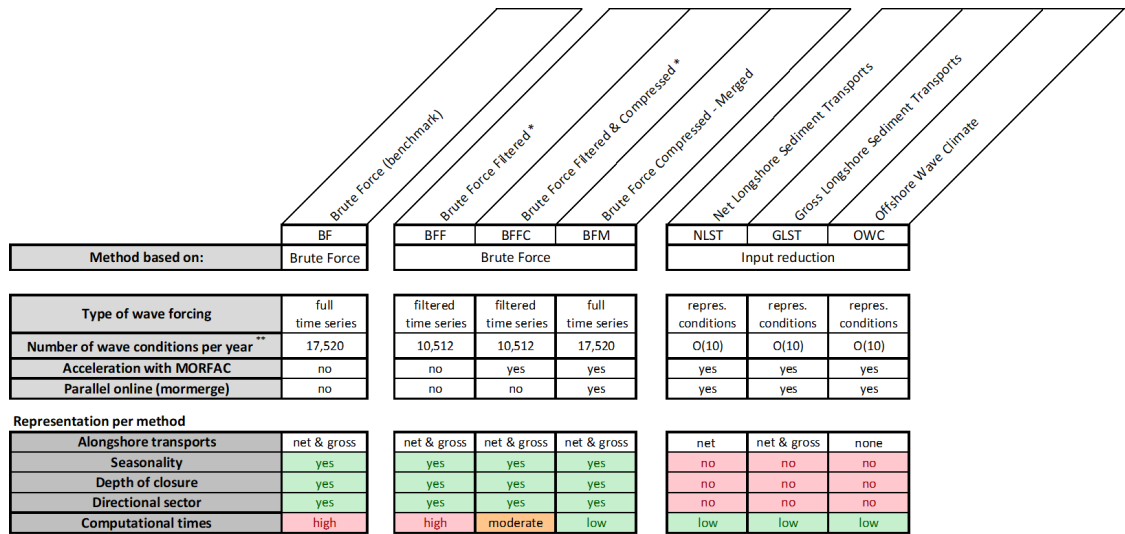 Brute Force (benchmark)
Brute Force Filtered *
Brute Force Filtered & Compressed *
Brute Force Compressed - Merged
Net Longshore Sediment Transports
Gross Longshore Sediment Transports
Offshore Wave Climate
BF BFF BFFC BFM NLST GLST OWC
Method based on: Brute Force Brute Force Input reduction
Type of wave forcing
full filtered filtered full repres. repres. repres.
time series time series time series time series conditions conditions conditions
Number of wave conditions per year ** 17,520 10,512 10,512 17,520 O(10) O(10) O(10)
Acceleration with MORFAC no no yes yes yes yes yes
Parallel online (mormerge) no no no yes yes yes yes
Representation per method
Alongshore transports net & gross net & gross net & gross net & gross net net & gross none
Seasonality yes yes yes yes no no no
Depth of closure yes yes yes yes no no no
Directional sector yes yes yes yes no no no
Computational times high high moderate low low low low